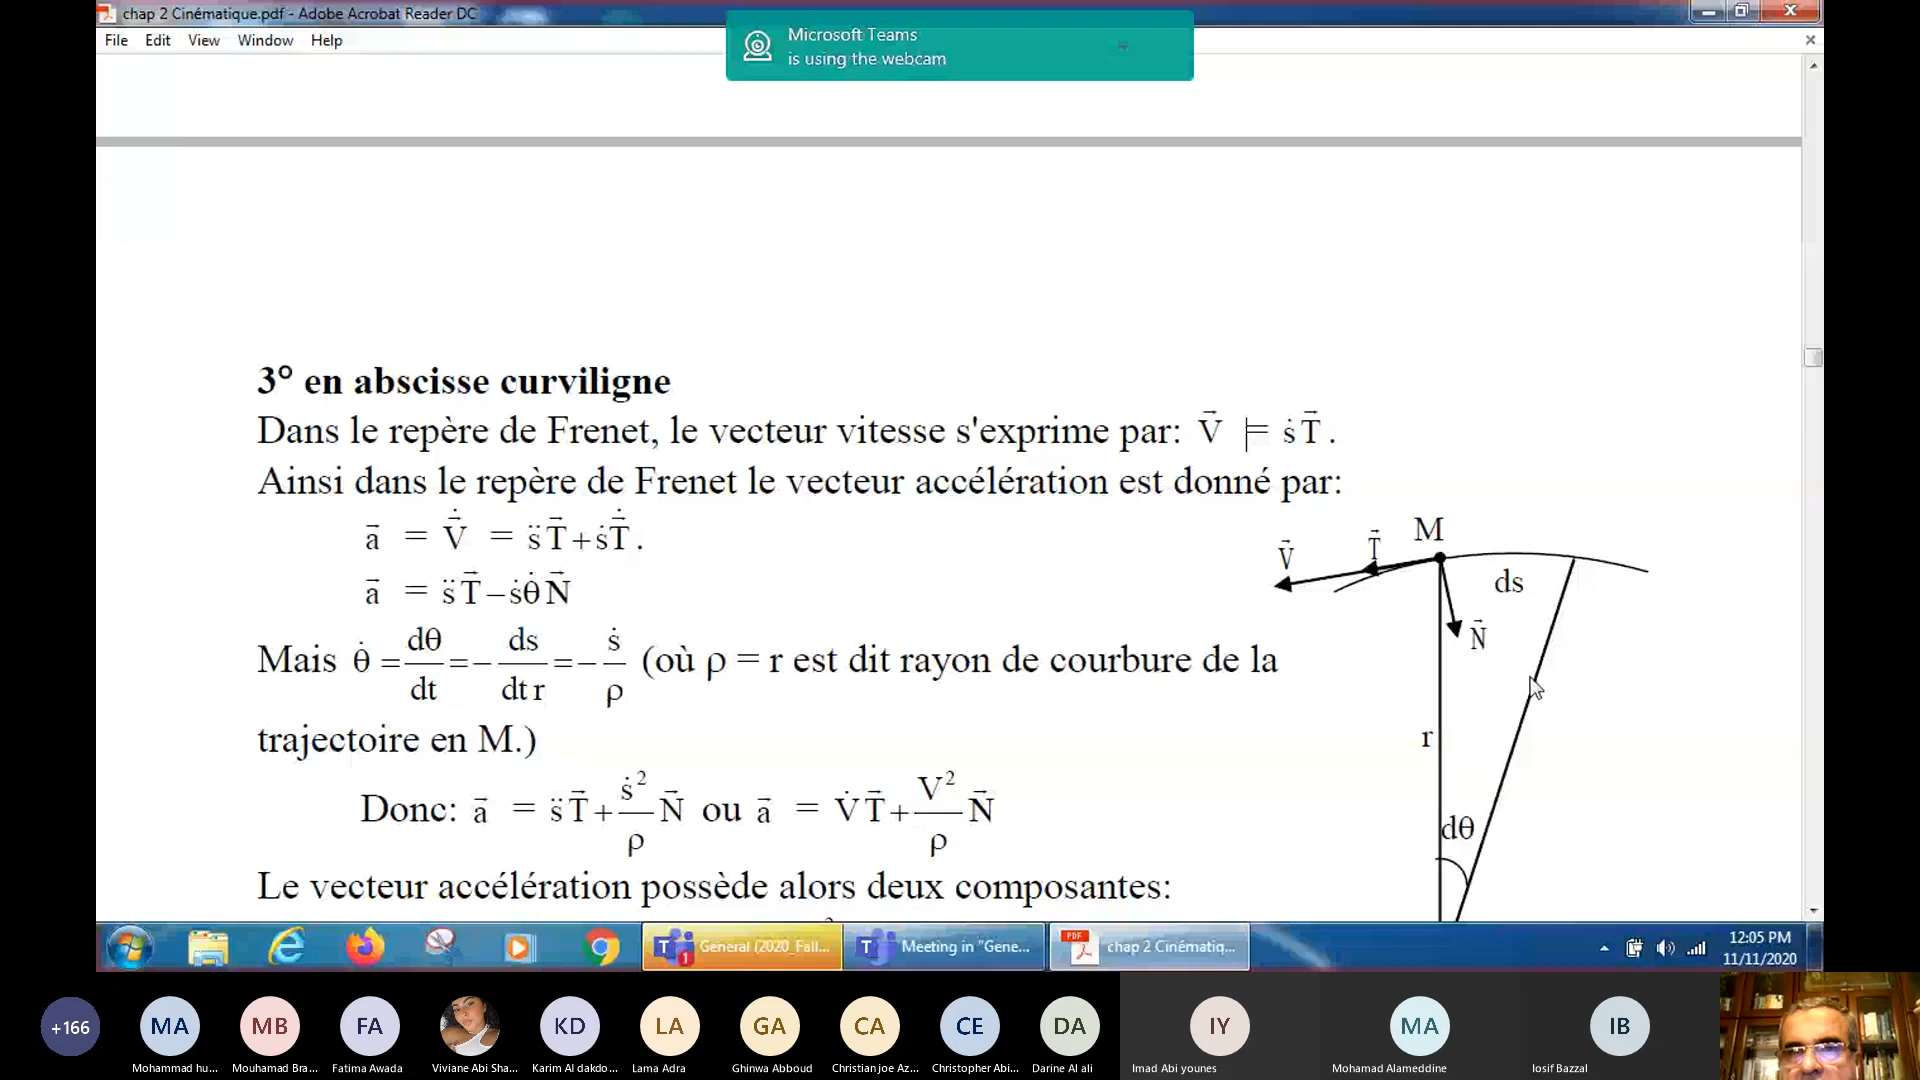 chap 2 Cinématique.pdf - Adobe Acrobat Reader DC
File Edit View Window Help
Microsoft Teams
is using the webcam
3° en abscisse curviligne
Dans le repère de Frenet, le vecteur vitesse s'exprime par: V⃗ = ṡT⃗.
Ainsi dans le repère de Frenet le vecteur accélération est donné par:
a⃗ = V⃗̇ = s̈T⃗ + ṡT⃗̇.
a⃗ = s̈T⃗ – ṡθ̇N⃗
Mais θ̇ = dθ/dt = – ds/dt r = – ṡ/ρ (où ρ = r est dit rayon de courbure de la
trajectoire en M.)
Donc: a⃗ = s̈T⃗ + ṡ²/ρ N⃗ ou a⃗ = V̇T⃗ + V²/ρ N⃗
Le vecteur accélération possède alors deux composantes:
M
V⃗
T⃗
ds
N⃗
r
dθ
General (2020_Fall...
1
Meeting in "Gene...
PDF
chap 2 Cinématiq...
12:05 PM
11/11/2020
+166
MA MB FA KD LA GA CA CE DA IY MA IB
Mohammad hu... Mouhamad Bra... Fatima Awada Viviane Abi Sha... Karim Al dakdo... Lama Adra Ghinwa Abboud Christian joe Az... Christopher Abi... Darine Al ali Imad Abi younes Mohamad Alameddine Iosif Bazzal